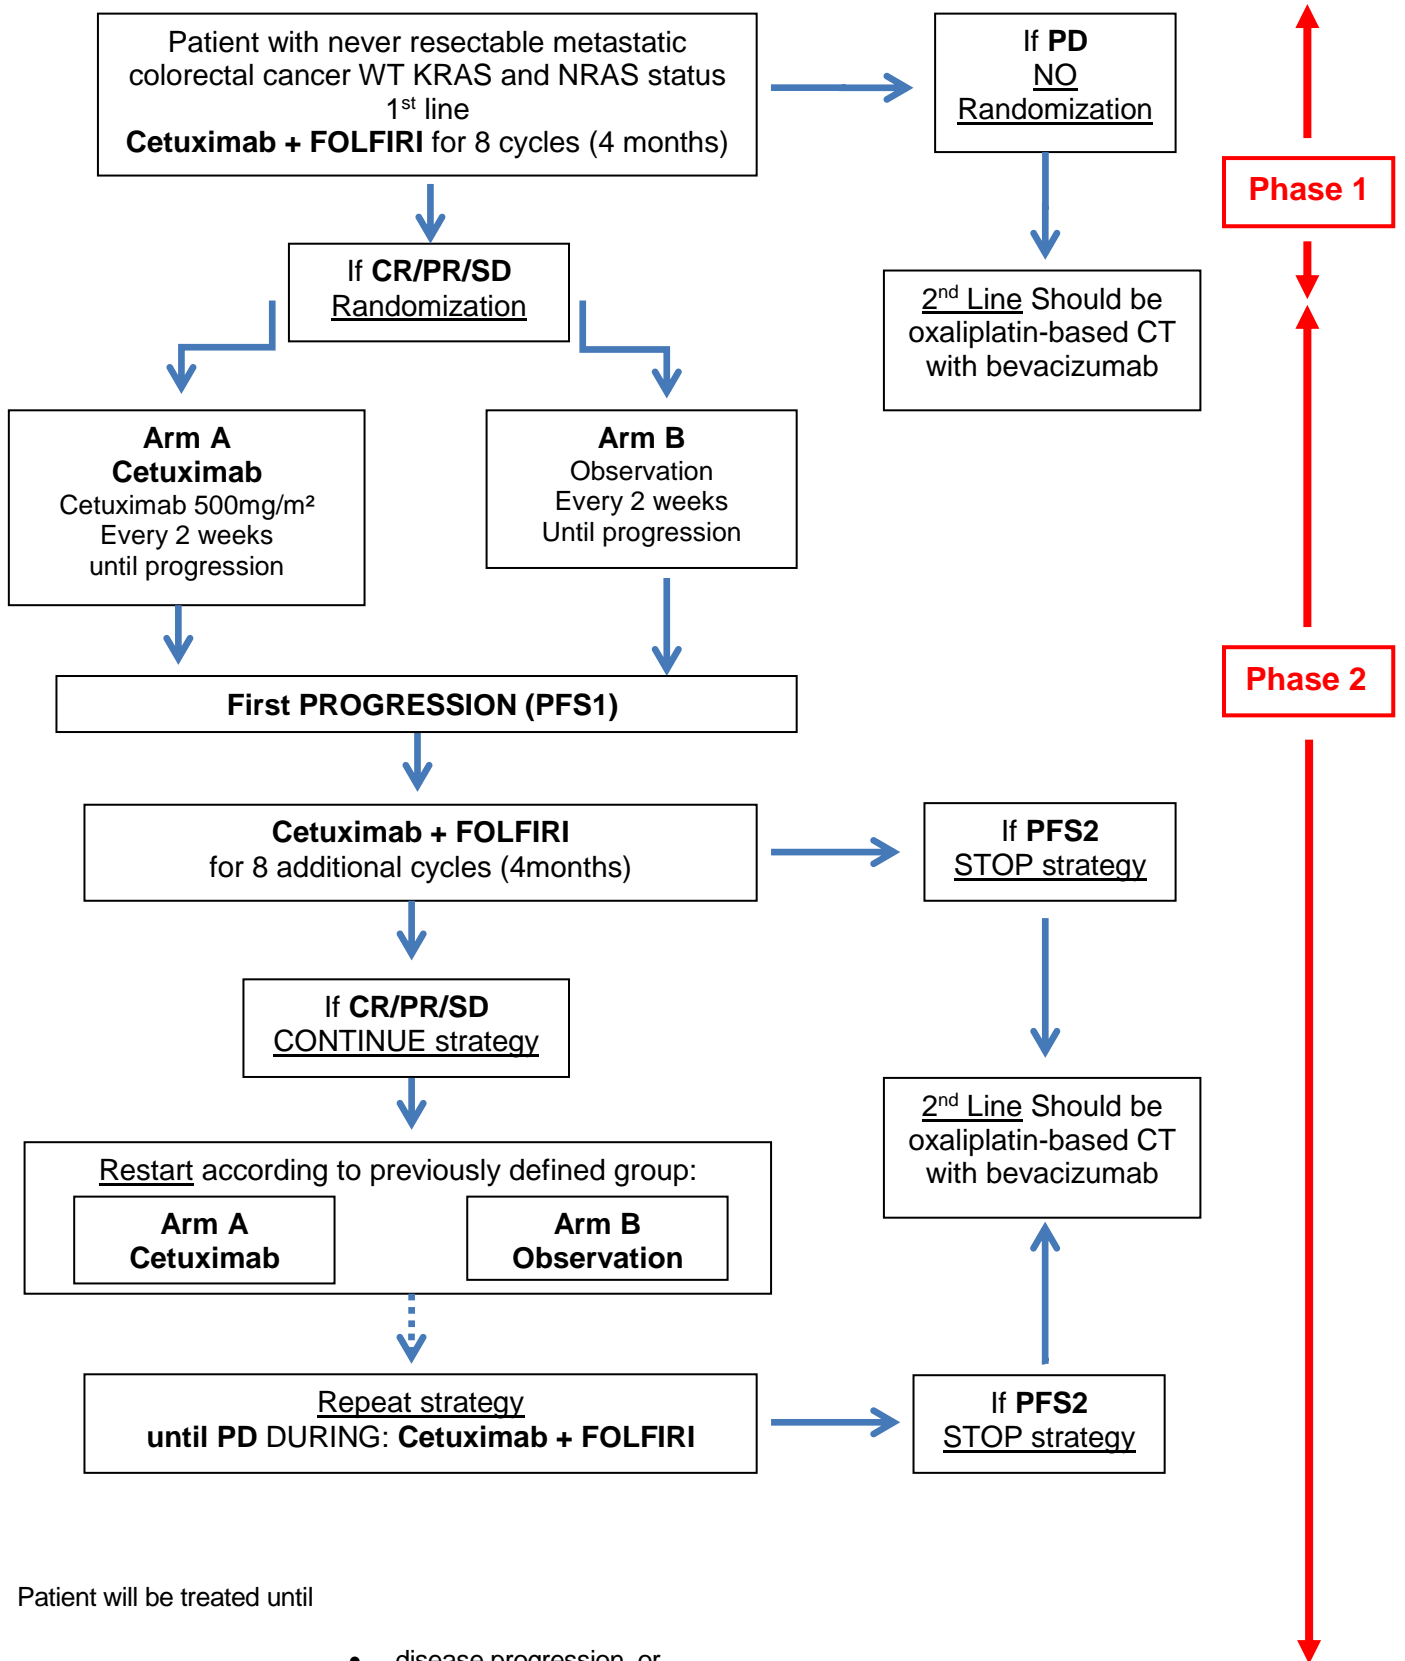 Patient with never resectable metastatic
colorectal cancer WT KRAS and NRAS status
1st line
Cetuximab + FOLFIRI for 8 cycles (4 months)
If PD
NO
Randomization
Phase 1
If CR/PR/SD
Randomization
2nd Line Should be
oxaliplatin-based CT
with bevacizumab
Arm A
Cetuximab
Cetuximab 500mg/m²
Every 2 weeks
until progression
Arm B
Observation
Every 2 weeks
Until progression
Phase 2
First PROGRESSION (PFS1)
Cetuximab + FOLFIRI
for 8 additional cycles (4months)
If PFS2
STOP strategy
If CR/PR/SD
CONTINUE strategy
2nd Line Should be
oxaliplatin-based CT
with bevacizumab
Restart according to previously defined group:
Arm A
Cetuximab
Arm B
Observation
Repeat strategy
until PD DURING: Cetuximab + FOLFIRI
If PFS2
STOP strategy
Patient will be treated until
• disease progression, or